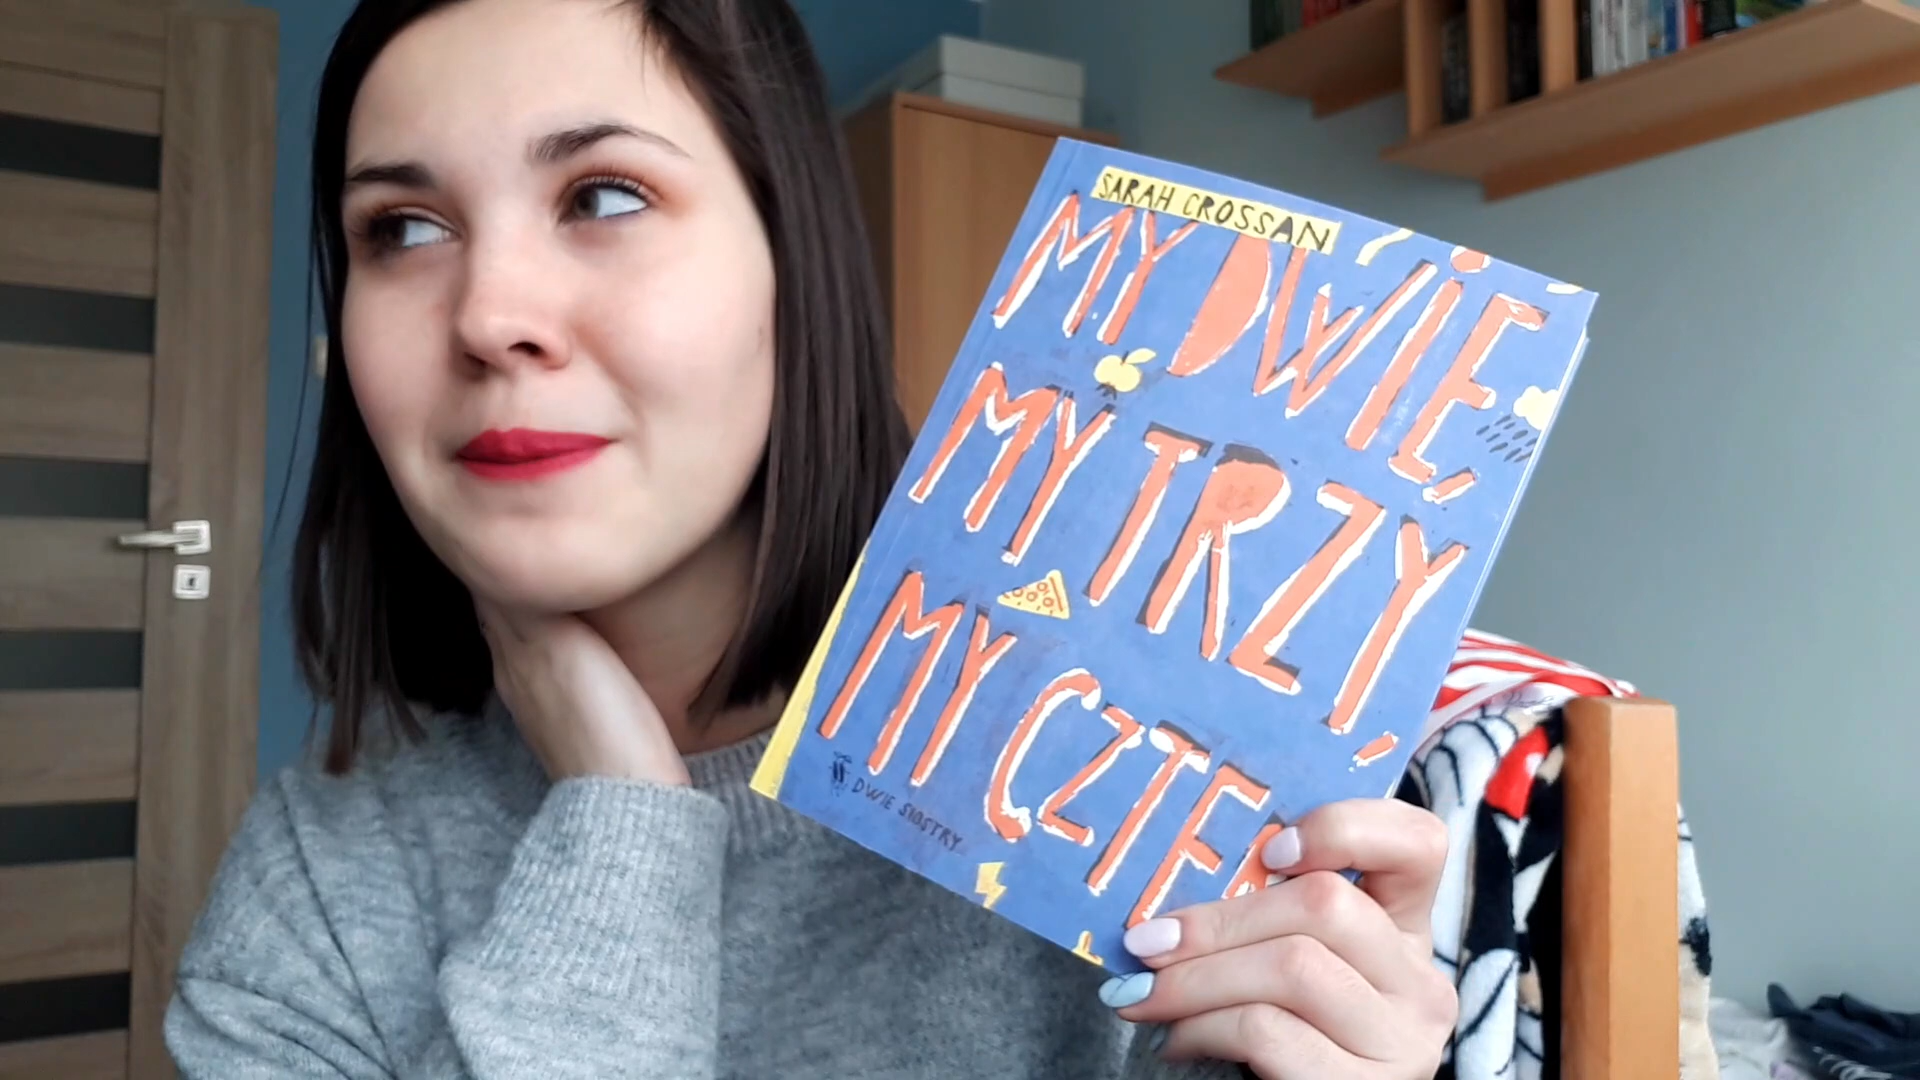 SARAH CROSSAN
MY DWIE,
MY TRZY,
MY CZTE
DWIE SIOSTRY